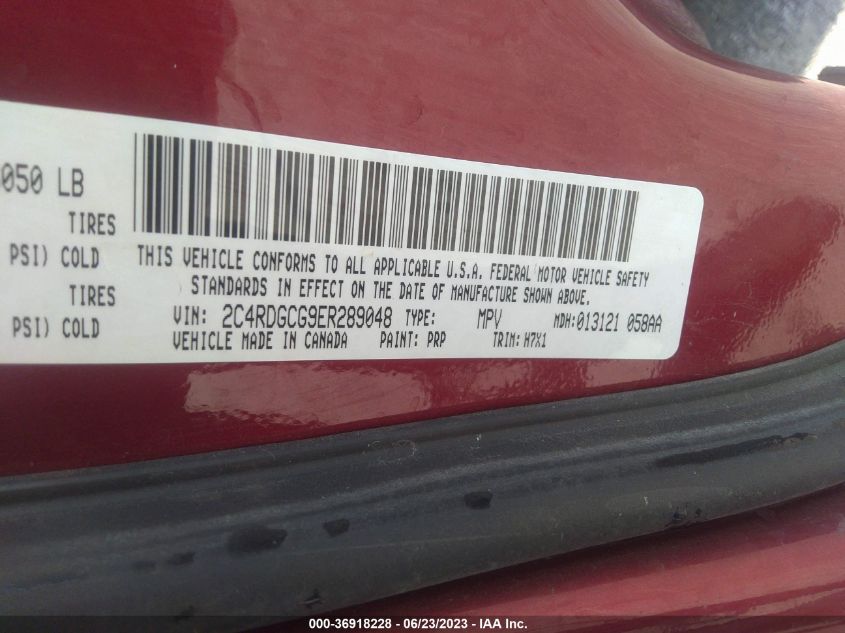 050 LB
TIRES
PSI) COLD
TIRES
PSI) COLD
THIS VEHICLE CONFORMS TO ALL APPLICABLE U.S.A. FEDERAL MOTOR VEHICLE SAFETY
STANDARDS IN EFFECT ON THE DATE OF MANUFACTURE SHOWN ABOVE.
VIN: 2C4RDGCG9ER289048 TYPE: MPV MDH:013121 058AA
VEHICLE MADE IN CANADA PAINT: PRP TRIM: H7X1
000-36918228 - 06/23/2023 - IAA Inc.